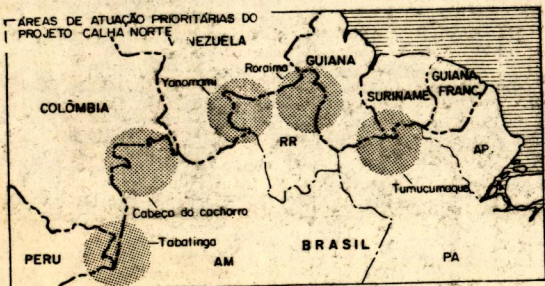 ÁREAS DE ATUAÇÃO PRIORITÁRIAS DO
PROJETO CALHA NORTE
NEZUELA
GUIANA
Roraima
Yanomami
COLÔMBIA
SURINAME
GUIANA
FRANC.
RR
AP
Tumucumaque
Cabeça do cachorro
Tabatinga
BRASIL
PERU
AM
PA